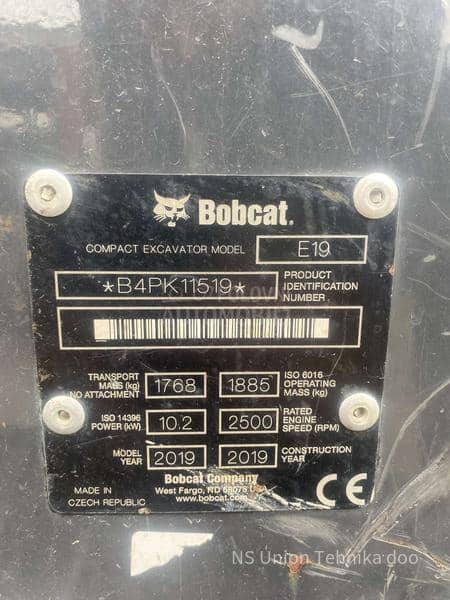 Bobcat.
COMPACT EXCAVATOR MODEL E19
*B4PK11519* PRODUCT IDENTIFICATION NUMBER
TRANSPORT MASS (kg) NO ATTACHMENT 1768 1885 ISO 6016 OPERATING MASS (kg)
ISO 14396 POWER (kW) 10.2 2500 RATED ENGINE SPEED (RPM)
MODEL YEAR 2019 2019 CONSTRUCTION YEAR
Bobcat Company
West Fargo, ND 58078 USA
www.bobcat.com
MADE IN CZECH REPUBLIC
CE
NS Union Tehnika doo